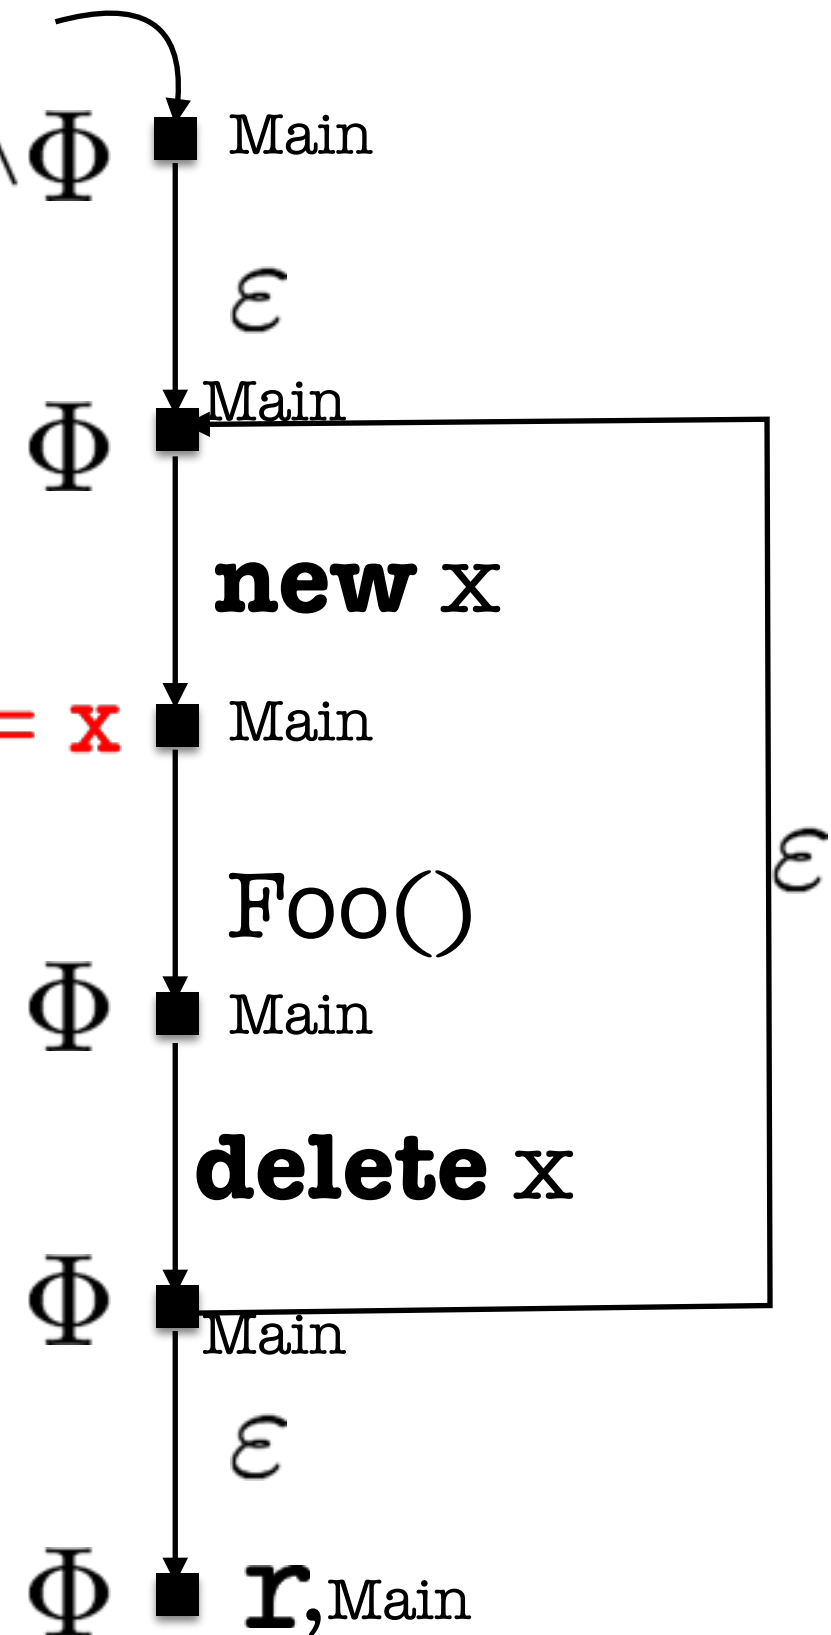 \Φ Main
ε
Main
Φ
new x
= x Main
Foo()
Φ Main
delete x
Φ
Main
ε
Φ r,Main
ε